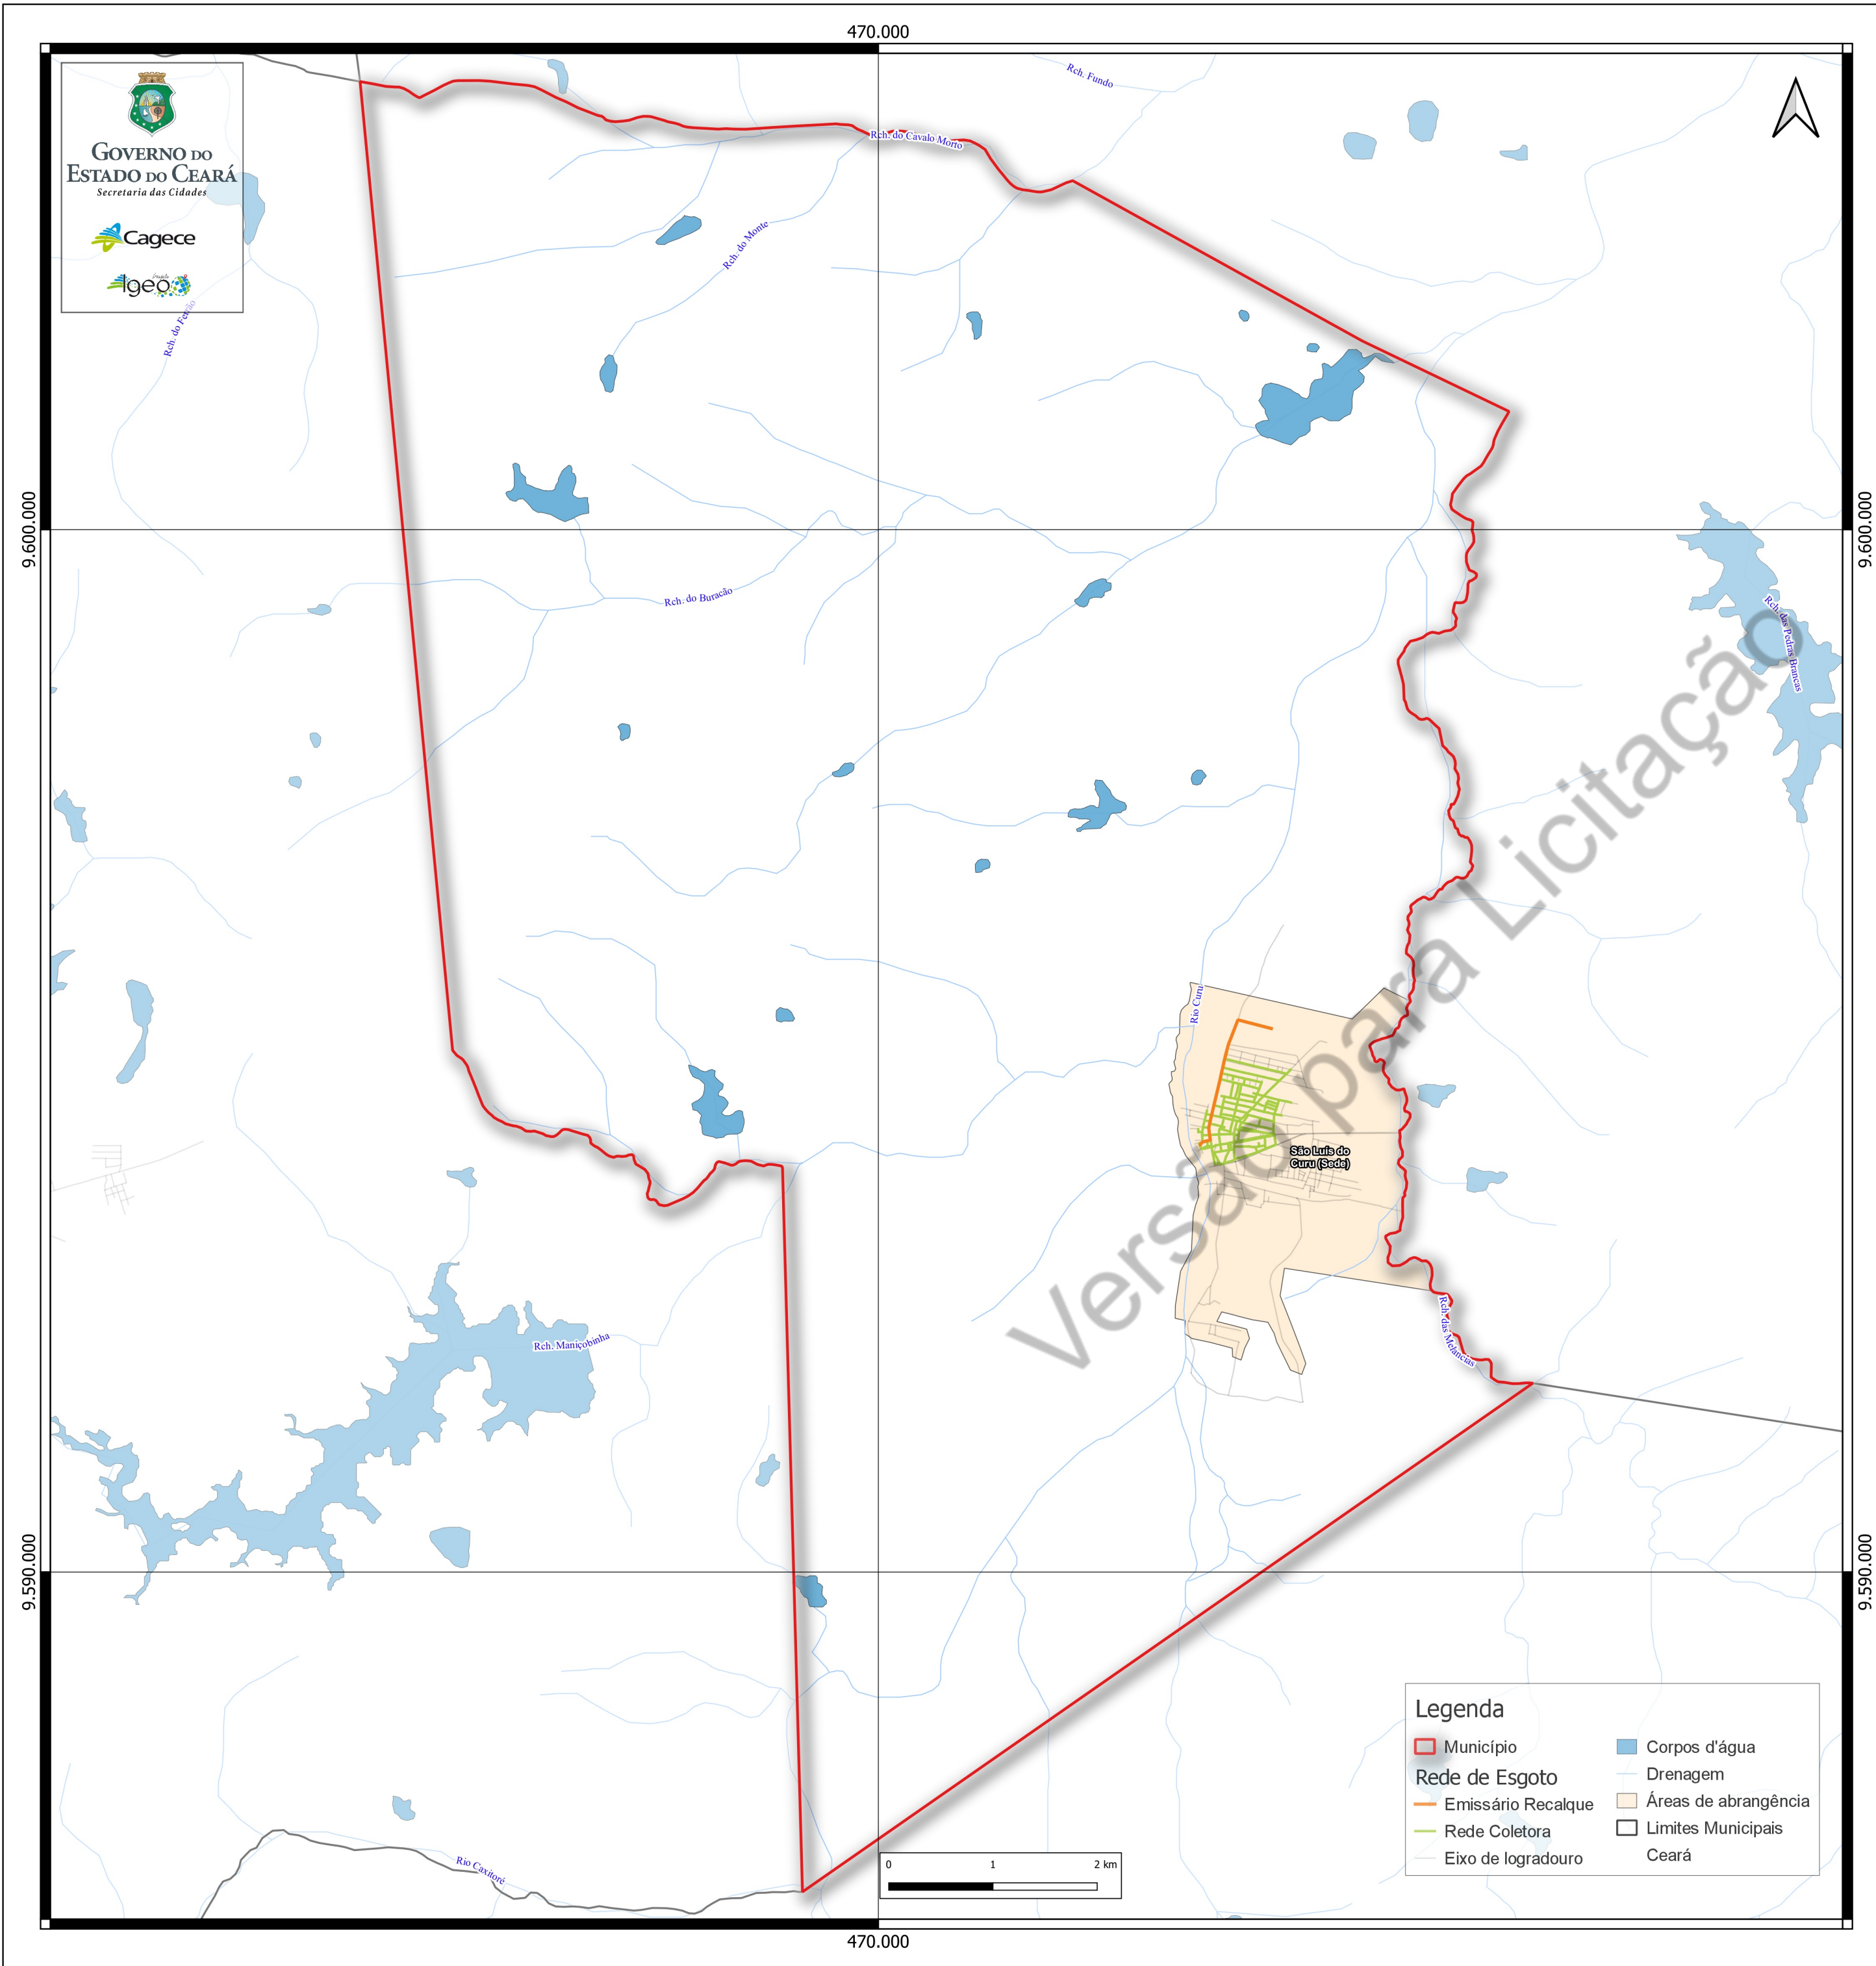 470.000
GOVERNO DO
ESTADO DO CEARÁ
Secretaria das Cidades
Cagece
Igeo
Rch. Fundo
Rch. do Cavalo Morto
Rch. do Monte
9.600.000
9.600.000
Rch. do Buracão
Rch. das Pedras Brancas
Rio Curu
São Luís do
Curu (Sede)
Versão para Licitação
Rch. das Melancias
Rch. Maniçobinha
9.590.000
9.590.000
Rio Caxitoré
0 1 2 km
Legenda
Município
Rede de Esgoto
Emissário Recalque
Rede Coletora
Eixo de logradouro
Corpos d'água
Drenagem
Áreas de abrangência
Limites Municipais
Ceará
470.000